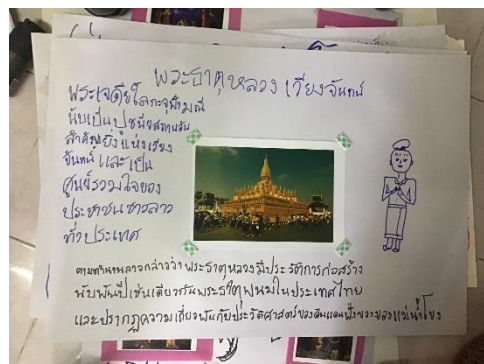 พระธาตุหลวง เวียงจันทน์
พระเจดีย์โลกะจุฬามณี
นับเป็นปูชนียสถานอัน
สำคัญยิ่งแห่งเวียง
จันทน์ และเป็น
ศูนย์รวมใจของ
ประชาชนชาวลาว
ทั่วประเทศ
ตามตำนานลาวกล่าวว่า พระธาตุหลวงมีประวัติการก่อสร้าง
นับพันปีเช่นเดียวกันพระธาตุพนมในประเทศไทย
และปรากฏความเกี่ยวพันกับประวัติศาสตร์ของดินแดนฝั่งขวาของแม่น้ำโขง